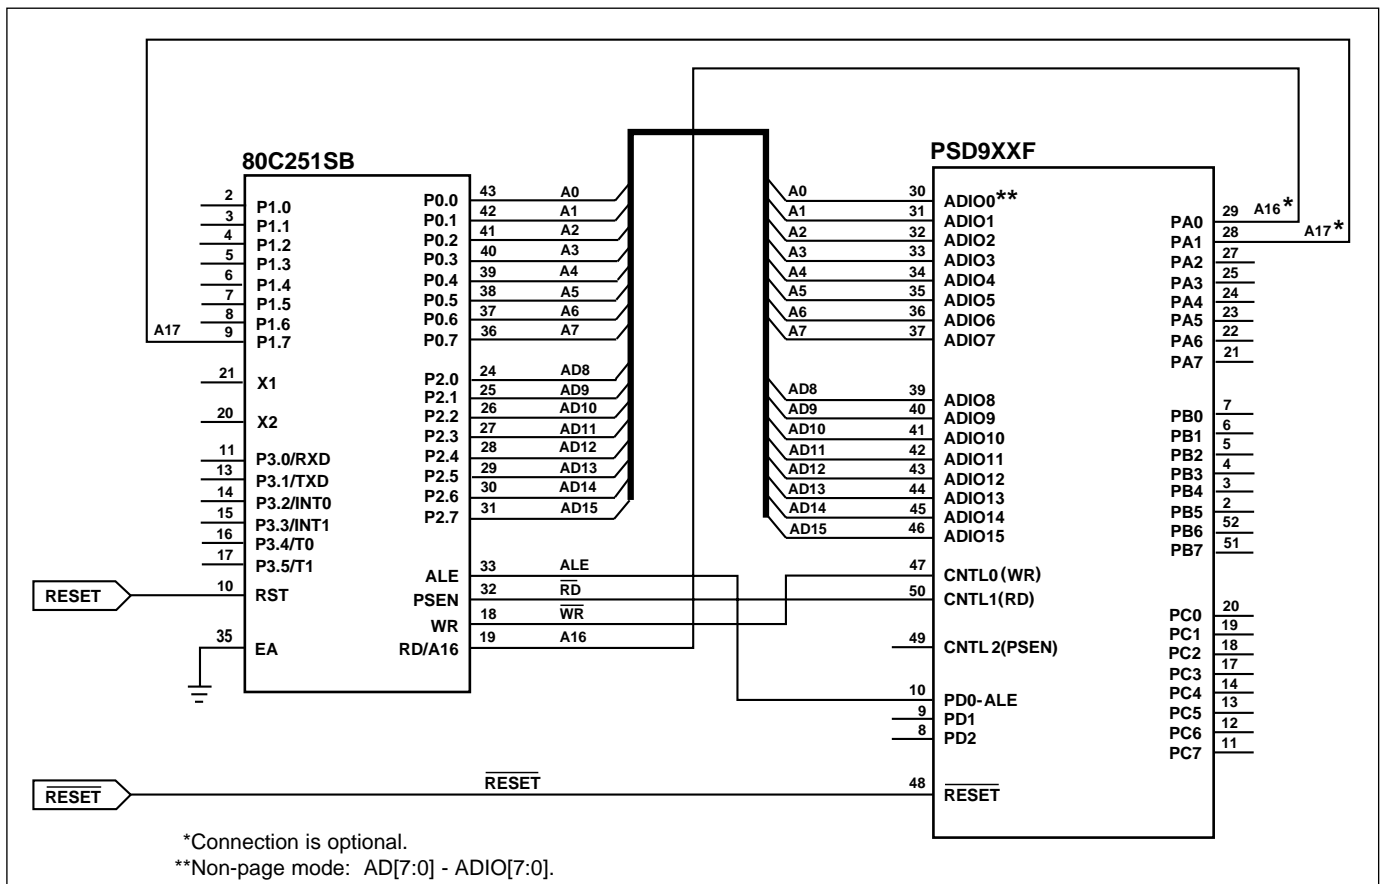 80C251SB
2 P1.0
3 P1.1
4 P1.2
5 P1.3
6 P1.4
7 P1.5
8 P1.6
A17 9 P1.7
21 X1
20 X2
11 P3.0/RXD
13 P3.1/TXD
14 P3.2/INT0
15 P3.3/INT1
16 P3.4/T0
17 P3.5/T1
RESET 10 RST
35 EA
P0.0 43 A0
P0.1 42 A1
P0.2 41 A2
P0.3 40 A3
P0.4 39 A4
P0.5 38 A5
P0.6 37 A6
P0.7 36 A7
P2.0 24 AD8
P2.1 25 AD9
P2.2 26 AD10
P2.3 27 AD11
P2.4 28 AD12
P2.5 29 AD13
P2.6 30 AD14
P2.7 31 AD15
ALE 33 ALE
PSEN 32 RD
WR 18 WR
RD/A16 19 A16
PSD9XXF
A0 30 ADIO0**
A1 31 ADIO1
A2 32 ADIO2
A3 33 ADIO3
A4 34 ADIO4
A5 35 ADIO5
A6 36 ADIO6
A7 37 ADIO7
AD8 39 ADIO8
AD9 40 ADIO9
AD10 41 ADIO10
AD11 42 ADIO11
AD12 43 ADIO12
AD13 44 ADIO13
AD14 45 ADIO14
AD15 46 ADIO15
47 CNTL0(WR)
50 CNTL1(RD)
49 CNTL2(PSEN)
10 PD0-ALE
9 PD1
8 PD2
RESET RESET 48 RESET
PA0 29 A16*
PA1 28 A17*
PA2 27
PA3 25
PA4 24
PA5 23
PA6 22
PA7 21
PB0 7
PB1 6
PB2 5
PB3 4
PB4 3
PB5 2
PB6 52
PB7 51
PC0 20
PC1 19
PC2 18
PC3 17
PC4 14
PC5 13
PC6 12
PC7 11
*Connection is optional.
**Non-page mode: AD[7:0] - ADIO[7:0].